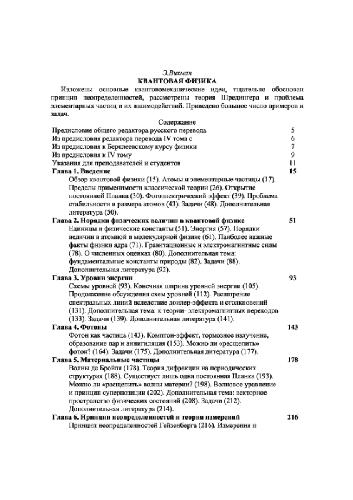 Э.Вихман
КВАНТОВАЯ ФИЗИКА
Изложены основные квантовомеханические идеи, тщательно обоснован
принцип неопределенностей, рассмотрены теория Шредингера и проблема
элементарных частиц и их взаимодействий. Приведено большое число примеров и
задач.
Содержание
Предисловие общего редактора русского перевода 5
Из предисловия редактора перевода IV тома с 6
Из предисловия к Берклеевскому курсу физики 7
Из предисловия к IV тому 9
Указания для преподавателей и студентов 11
Глава 1. Введение 15
Обзор квантовой физики (15). Атомы и элементарные частицы (17).
Пределы применимости классической теории (26). Открытие
постоянной Планка (30). Фотоэлектрический эффект (39). Проблема
стабильности и размера атомов (43). Задачи (48). Дополнительная
литература (50).
Глава 2. Порядки физических величин в квантовой физике 51
Единицы и физические константы (51). Энергия (57). Порядки
величин в атомной и молекулярной физике (61). Наиболее важные
факты физики ядра (71). Гравитационные и электромагнитные силы
(78). О численных оценках (80). Дополнительная тема:
фундаментальные константы природы (82). Задачи (88).
Дополнительная литература (92).
Глава 3. Уровни энергии 93
Схемы уровней (93). Конечная ширина уровней энергии (105).
Продолжение обсуждения схем уровней (112). Расширение
спектральных линий вследствие доплер-эффекта и столкновений
(131). Дополнительная тема: к теории электромагнитных переходов
(133). Задачи (139). Дополнительная литература (141).
Глава 4. Фотоны 143
Фотон как частица (143). Комптон-эффект, тормозное излучение,
образование пар и аннигиляция (153). Можно ли «расщепить»
фотон? (164). Задачи (175). Дополнительная литература (177).
Глава 5. Материальные частицы 178
Волны де Бройля (178). Теория дифракции на периодических
структурах (188). Существует лишь одна постоянная Планка (193).
Можно ли «расщепить» волны материи? (198). Волновое уравнение
и принцип суперпозиции (202). Дополнительная тема: векторное
пространство физических состояний (208). Задачи (212).
Дополнительная литература (214).
Глава 6. Принцип неопределенностей и теория измерений 216
Принцип неопределенностей Гейзенберга (216). Измерения и